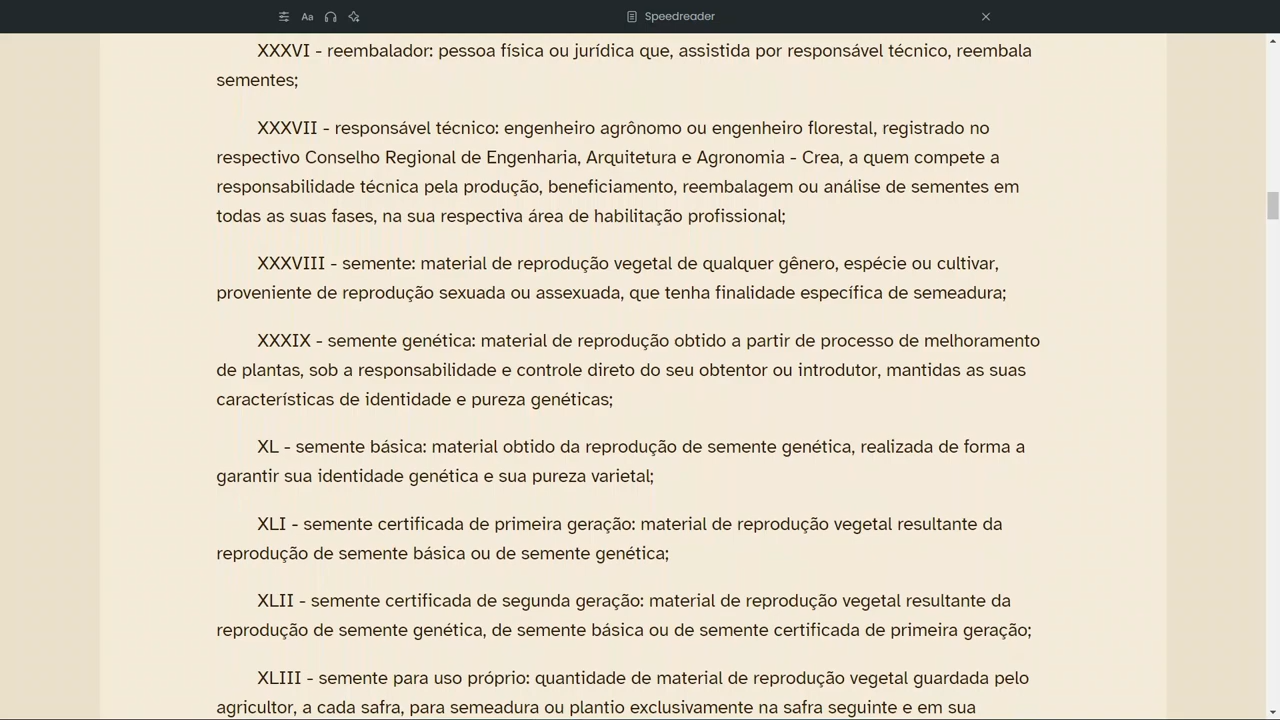 Aa
Speedreader
XXXVI - reembalador: pessoa física ou jurídica que, assistida por responsável técnico, reembala
sementes;
XXXVII - responsável técnico: engenheiro agrônomo ou engenheiro florestal, registrado no
respectivo Conselho Regional de Engenharia, Arquitetura e Agronomia - Crea, a quem compete a
responsabilidade técnica pela produção, beneficiamento, reembalagem ou análise de sementes em
todas as suas fases, na sua respectiva área de habilitação profissional;
XXXVIII - semente: material de reprodução vegetal de qualquer gênero, espécie ou cultivar,
proveniente de reprodução sexuada ou assexuada, que tenha finalidade específica de semeadura;
XXXIX - semente genética: material de reprodução obtido a partir de processo de melhoramento
de plantas, sob a responsabilidade e controle direto do seu obtentor ou introdutor, mantidas as suas
características de identidade e pureza genéticas;
XL - semente básica: material obtido da reprodução de semente genética, realizada de forma a
garantir sua identidade genética e sua pureza varietal;
XLI - semente certificada de primeira geração: material de reprodução vegetal resultante da
reprodução de semente básica ou de semente genética;
XLII - semente certificada de segunda geração: material de reprodução vegetal resultante da
reprodução de semente genética, de semente básica ou de semente certificada de primeira geração;
XLIII - semente para uso próprio: quantidade de material de reprodução vegetal guardada pelo
agricultor, a cada safra, para semeadura ou plantio exclusivamente na safra seguinte e em sua